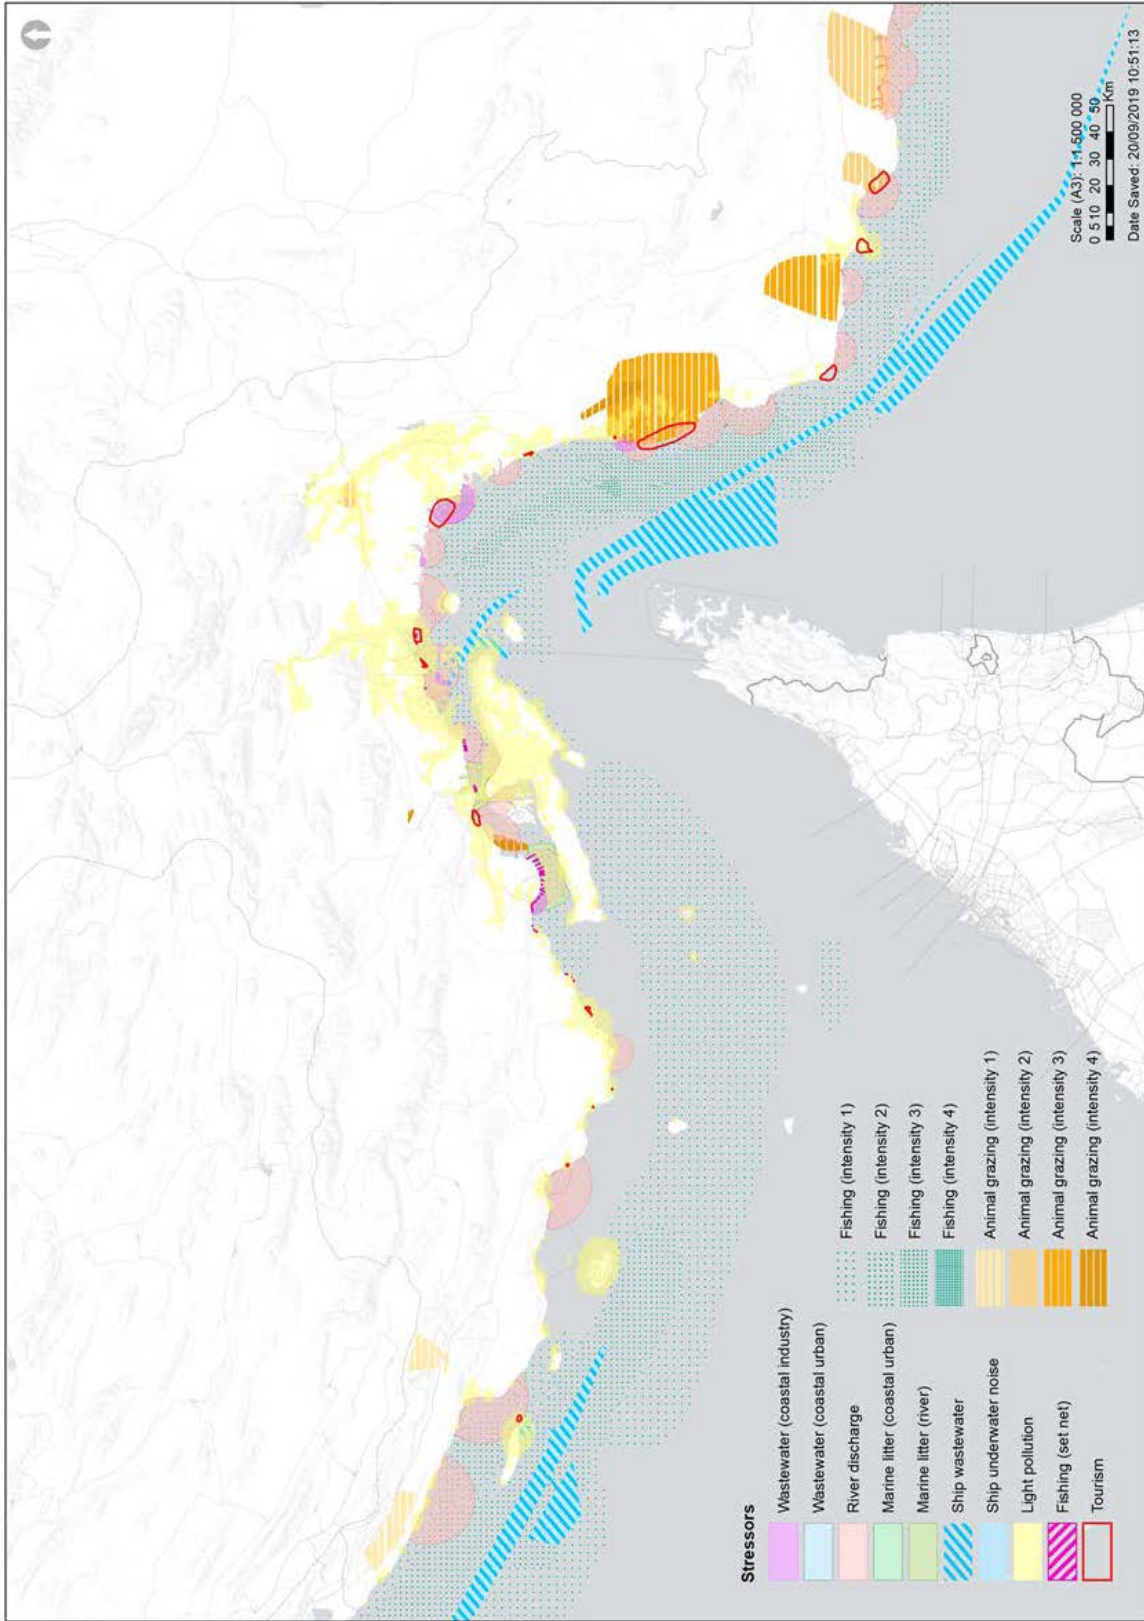 Stressors
Wastewater (coastal industry)
Wastewater (coastal urban)
River discharge
Marine litter (coastal urban)
Marine litter (river)
Ship wastewater
Ship underwater noise
Light pollution
Fishing (set net)
Tourism
Fishing (intensity 1)
Fishing (intensity 2)
Fishing (intensity 3)
Fishing (intensity 4)
Animal grazing (intensity 1)
Animal grazing (intensity 2)
Animal grazing (intensity 3)
Animal grazing (intensity 4)
Scale (A3): 1:1,500 000
0 5 10 20 30 40 50
Km
Date Saved: 20/09/2019 10:51:13